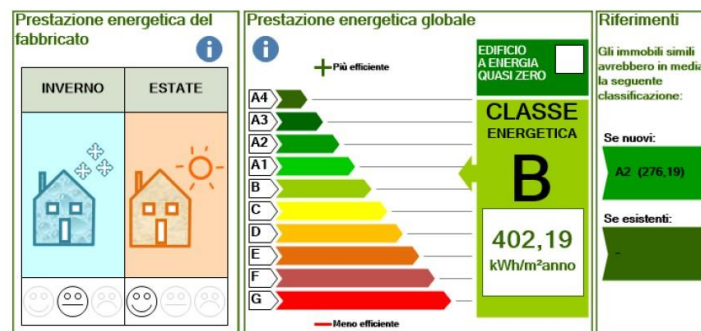 Prestazione energetica del
fabbricato
i
INVERNO
ESTATE
Prestazione energetica globale
i
Più efficiente
A4
A3
A2
A1
B
C
D
E
F
G
Meno efficiente
EDIFICIO
A ENERGIA
QUASI ZERO
CLASSE
ENERGETICA
B
402,19
kWh/m²anno
Riferimenti
Gli immobili simili
avrebbero in media
la seguente
classificazione:
Se nuovi:
A2 (276,19)
Se esistenti:
-